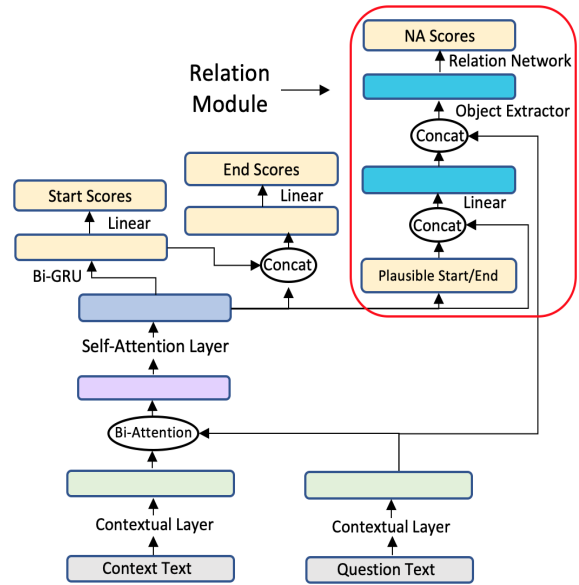 NA Scores
Relation Network
Relation
Module
Object Extractor
Concat
End Scores
Linear
Start Scores
Linear
Linear
Concat
Bi-GRU
Concat
Plausible Start/End
Self-Attention Layer
Bi-Attention
Contextual Layer
Contextual Layer
Context Text
Question Text